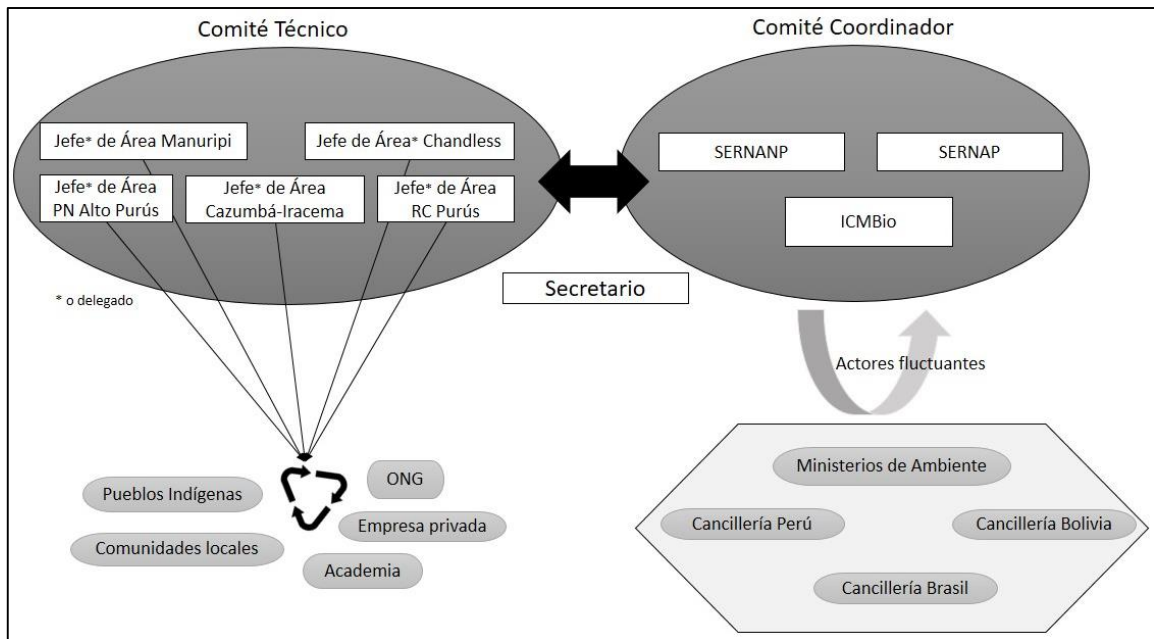 Comité Técnico
Comité Coordinador
Jefe* de Área Manuripi
Jefe de Área* Chandless
Jefe* de Área
PN Alto Purús
Jefe* de Área
Cazumbá-Iracema
Jefe* de Área
RC Purús
SERNANP
SERNAP
ICMBio
* o delegado
Secretario
Actores fluctuantes
Pueblos Indígenas
ONG
Empresa privada
Comunidades locales
Academia
Ministerios de Ambiente
Cancillería Perú
Cancillería Bolivia
Cancillería Brasil